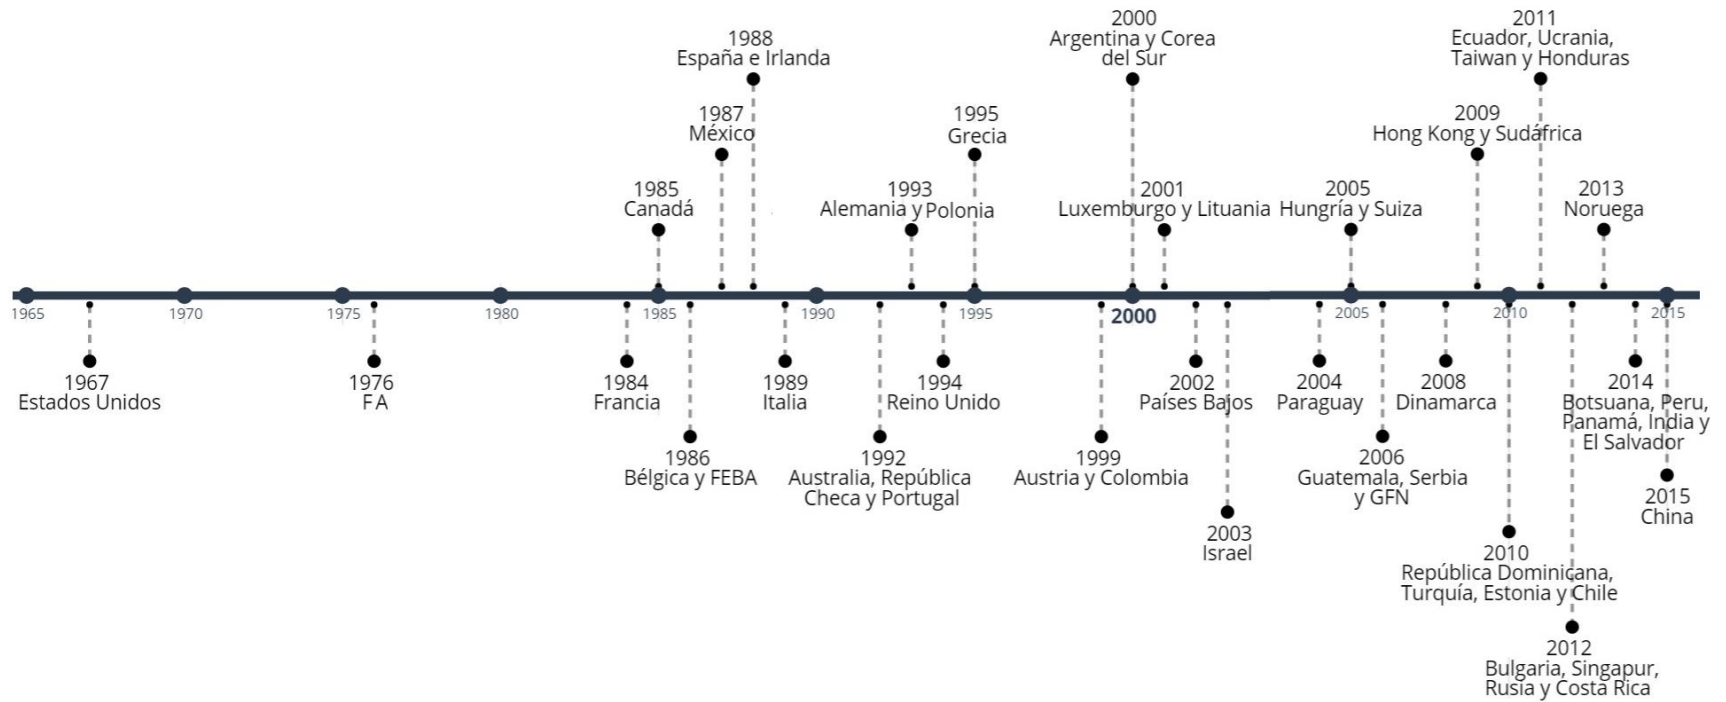 2000
Argentina y Corea
del Sur
2011
Ecuador, Ucrania,
Taiwan y Honduras
1988
España e Irlanda
1987
México
1995
Grecia
2009
Hong Kong y Sudáfrica
1985
Canadá
1993
Alemania y Polonia
2001
Luxemburgo y Lituania
2005
Hungría y Suiza
2013
Noruega
1965
1970
1975
1980
1985
1990
1995
2000
2005
2010
2015
1967
Estados Unidos
1976
FA
1984
Francia
1989
Italia
1994
Reino Unido
2002
Países Bajos
2004
Paraguay
2008
Dinamarca
2014
Botsuana, Peru,
Panamá, India y
El Salvador
1986
Bélgica y FEBA
1992
Australia, República
Checa y Portugal
1999
Austria y Colombia
2006
Guatemala, Serbia
y GFN
2015
China
2003
Israel
2010
República Dominicana,
Turquía, Estonia y Chile
2012
Bulgaria, Singapur,
Rusia y Costa Rica